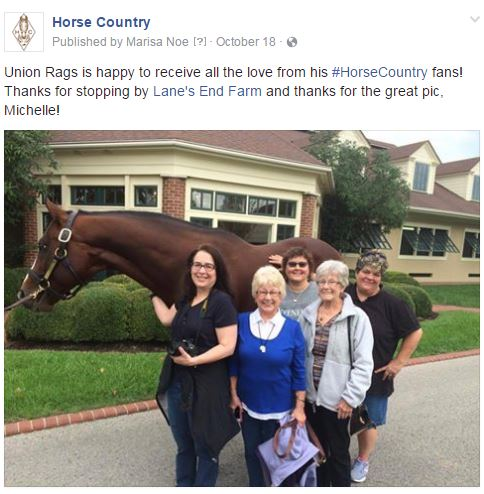 Horse Country
Published by Marisa Noe [?] · October 18 ·
Union Rags is happy to receive all the love from his #HorseCountry fans!
Thanks for stopping by Lane's End Farm and thanks for the great pic,
Michelle!